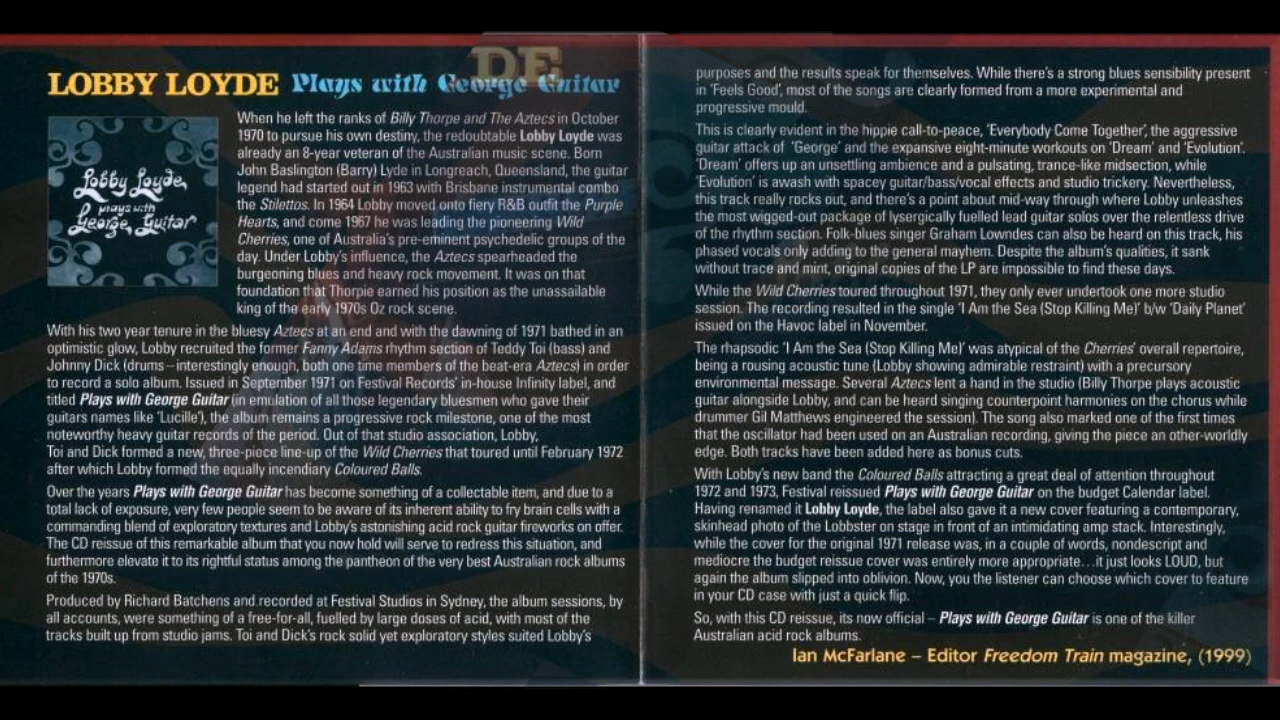 DE
LOBBY LOYDE Plays with George Guitar
Lobby Loyde,
plays with
George, Guitar
When he left the ranks of Billy Thorpe and The Aztecs in October
1970 to pursue his own destiny, the redoubtable Lobby Loyde was
already an 8-year veteran of the Australian music scene. Born
John Baslington (Barry) Lyde in Longreach, Queensland, the guitar
legend had started out in 1963 with Brisbane instrumental combo
the Stilettos. In 1964 Lobby moved onto fiery R&B outfit the Purple
Hearts, and come 1967 he was leading the pioneering Wild
Cherries, one of Australia's pre-eminent psychedelic groups of the
day. Under Lobby's influence, the Aztecs spearheaded the
burgeoning blues and heavy rock movement. It was on that
foundation that Thorpie earned his position as the unassailable
king of the early 1970s Oz rock scene.
With his two year tenure in the bluesy Aztecs at an end and with the dawning of 1971 bathed in an
optimistic glow, Lobby recruited the former Fanny Adams rhythm section of Teddy Toi (bass) and
Johnny Dick (drums – interestingly enough, both one time members of the beat-era Aztecs) in order
to record a solo album. Issued in September 1971 on Festival Records' in-house Infinity label, and
titled Plays with George Guitar (in emulation of all those legendary bluesmen who gave their
guitars names like 'Lucille'), the album remains a progressive rock milestone, one of the most
noteworthy heavy guitar records of the period. Out of that studio association, Lobby,
Toi and Dick formed a new, three-piece line-up of the Wild Cherries that toured until February 1972
after which Lobby formed the equally incendiary Coloured Balls.
Over the years Plays with George Guitar has become something of a collectable item, and due to a
total lack of exposure, very few people seem to be aware of its inherent ability to fry brain cells with a
commanding blend of exploratory textures and Lobby's astonishing acid rock guitar fireworks on offer.
The CD reissue of this remarkable album that you now hold will serve to redress this situation, and
furthermore elevate it to its rightful status among the pantheon of the very best Australian rock albums
of the 1970s.
Produced by Richard Batchens and recorded at Festival Studios in Sydney, the album sessions, by
all accounts, were something of a free-for-all, fuelled by large doses of acid, with most of the
tracks built up from studio jams. Toi and Dick's rock solid yet exploratory styles suited Lobby's
purposes and the results speak for themselves. While there's a strong blues sensibility present
in 'Feels Good', most of the songs are clearly formed from a more experimental and
progressive mould.
This is clearly evident in the hippie call-to-peace, 'Everybody Come Together', the aggressive
guitar attack of 'George' and the expansive eight-minute workouts on 'Dream' and 'Evolution'.
'Dream' offers up an unsettling ambience and a pulsating, trance-like midsection, while
'Evolution' is awash with spacey guitar/bass/vocal effects and studio trickery. Nevertheless,
this track really rocks out, and there's a point about mid-way through where Lobby unleashes
the most wigged-out package of lysergically fuelled lead guitar solos over the relentless drive
of the rhythm section. Folk-blues singer Graham Lowndes can also be heard on this track, his
phased vocals only adding to the general mayhem. Despite the album's qualities, it sank
without trace and mint, original copies of the LP are impossible to find these days.
While the Wild Cherries toured throughout 1971, they only ever undertook one more studio
session. The recording resulted in the single 'I Am the Sea (Stop Killing Me)' b/w 'Daily Planet'
issued on the Havoc label in November.
The rhapsodic 'I Am the Sea (Stop Killing Me)' was atypical of the Cherries' overall repertoire,
being a rousing acoustic tune (Lobby showing admirable restraint) with a precursory
environmental message. Several Aztecs lent a hand in the studio (Billy Thorpe plays acoustic
guitar alongside Lobby, and can be heard singing counterpoint harmonies on the chorus while
drummer Gil Matthews engineered the session). The song also marked one of the first times
that the oscillator had been used on an Australian recording, giving the piece an other-worldly
edge. Both tracks have been added here as bonus cuts.
With Lobby's new band the Coloured Balls attracting a great deal of attention throughout
1972 and 1973, Festival reissued Plays with George Guitar on the budget Calendar label.
Having renamed it Lobby Loyde, the label also gave it a new cover featuring a contemporary,
skinhead photo of the Lobbster on stage in front of an intimidating amp stack. Interestingly,
while the cover for the original 1971 release was, in a couple of words, nondescript and
mediocre the budget reissue cover was entirely more appropriate…it just looks LOUD, but
again the album slipped into oblivion. Now, you the listener can choose which cover to feature
in your CD case with just a quick flip.
So, with this CD reissue, its now official – Plays with George Guitar is one of the killer
Australian acid rock albums.
Ian McFarlane – Editor Freedom Train magazine, (1999)